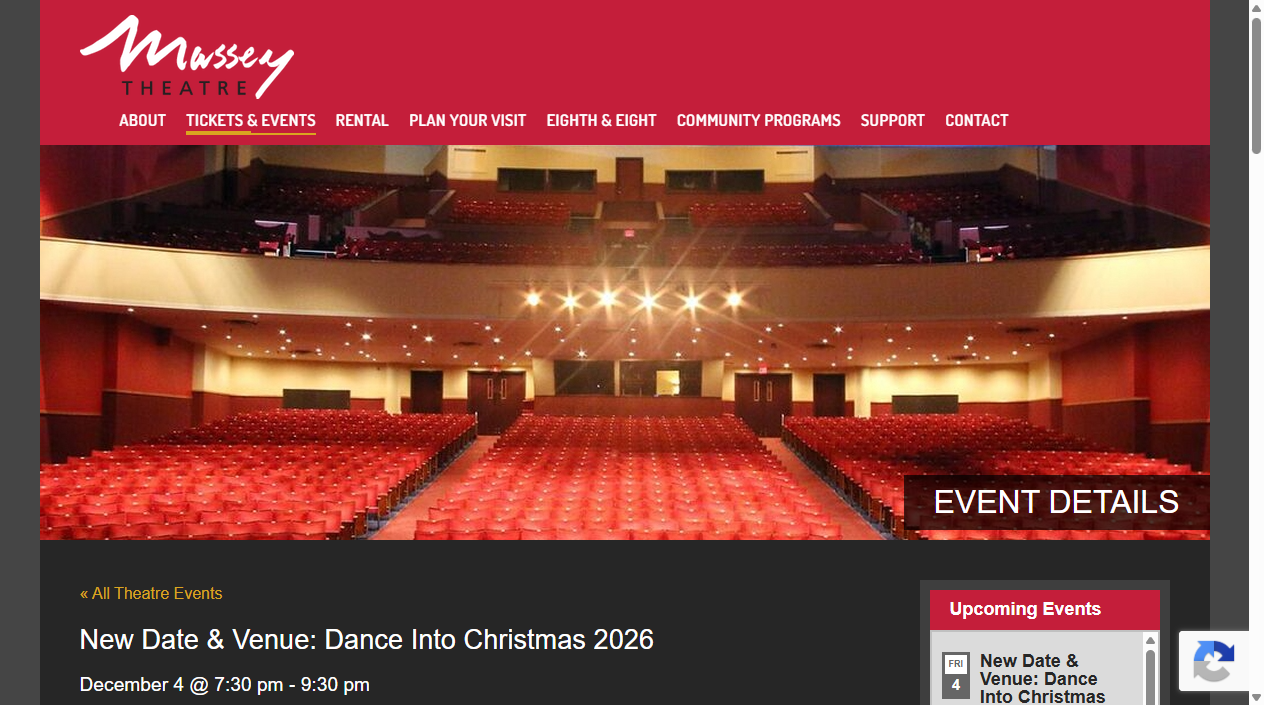 Massey
THEATRE
ABOUT TICKETS & EVENTS RENTAL PLAN YOUR VISIT EIGHTH & EIGHT COMMUNITY PROGRAMS SUPPORT CONTACT
EVENT DETAILS
« All Theatre Events
New Date & Venue: Dance Into Christmas 2026
December 4 @ 7:30 pm - 9:30 pm
Upcoming Events
FRI
4
New Date &
Venue: Dance
Into Christmas